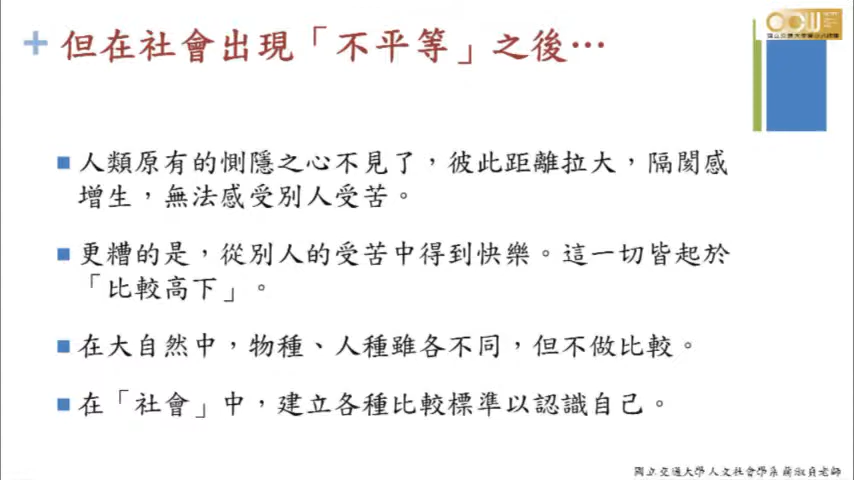 但在社會出現「不平等」之後…
人類原有的惻隱之心不見了，彼此距離拉大，隔閡感
增生，無法感受別人受苦。
更糟的是，從別人的受苦中得到快樂。這一切皆起於
「比較高下」。
在大自然中，物種、人種雖各不同，但不做比較。
在「社會」中，建立各種比較標準以認識自己。
國立交通大學人文社會學系 蔣淑貞老師